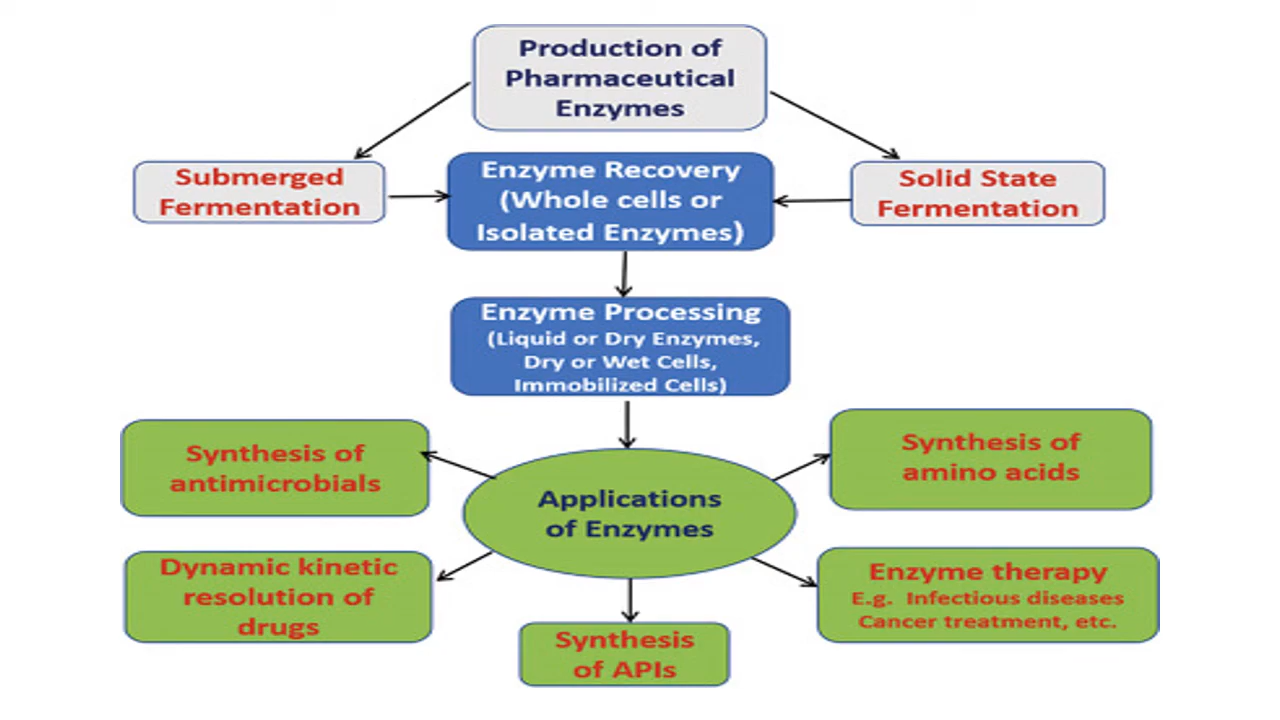 Production of
Pharmaceutical
Enzymes
Submerged
Fermentation
Enzyme Recovery
(Whole cells or
Isolated Enzymes)
Solid State
Fermentation
Enzyme Processing
(Liquid or Dry Enzymes,
Dry or Wet Cells,
Immobilized Cells)
Synthesis of
antimicrobials
Applications
of Enzymes
Synthesis of
amino acids
Dynamic kinetic
resolution of
drugs
Synthesis
of APIs
Enzyme therapy
E.g. Infectious diseases
Cancer treatment, etc.